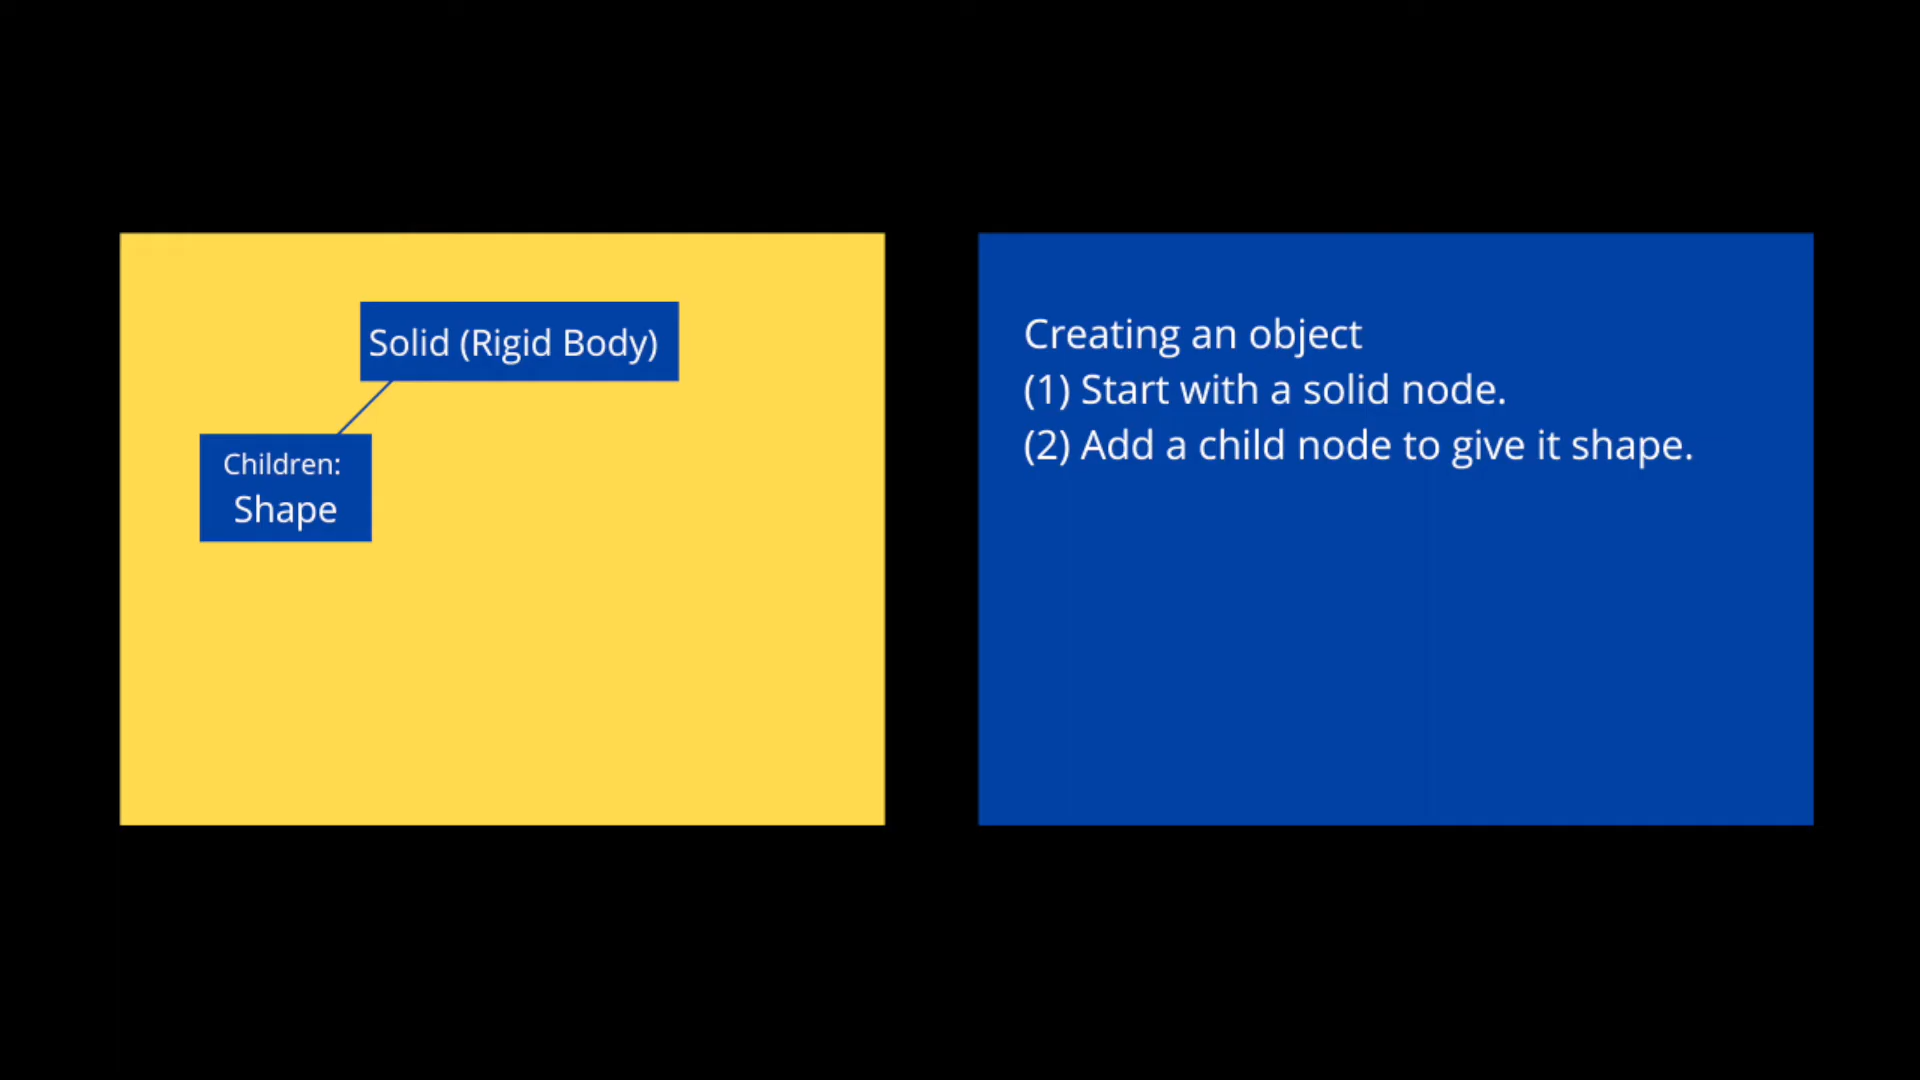 Solid (Rigid Body)
Children:
Shape
Creating an object
(1) Start with a solid node.
(2) Add a child node to give it shape.